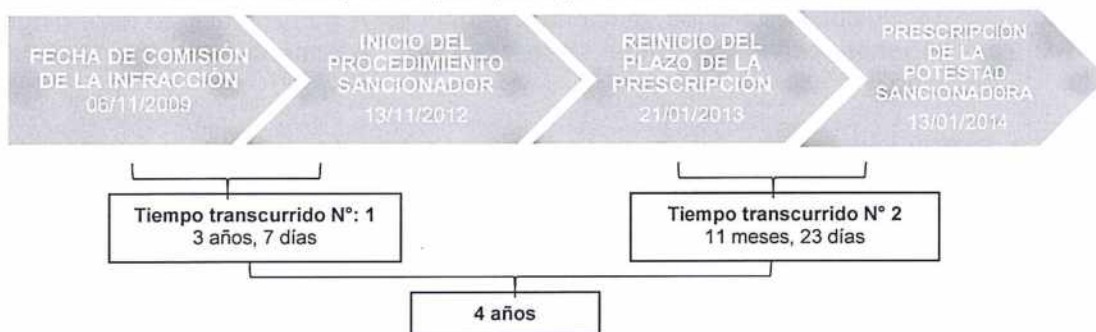 FECHA DE COMISIÓN
DE LA INFRACCIÓN
06/11/2009
INICIO DEL
PROCEDIMIENTO
SANCIONADOR
13/11/2012
REINICIO DEL
PLAZO DE LA
PRESCRIPCIÓN
21/01/2013
PRESCRIPCIÓN
DE LA
POTESTAD
SANCIONADORA
13/01/2014
Tiempo transcurrido N°: 1
3 años, 7 días
Tiempo transcurrido N° 2
11 meses, 23 días
4 años